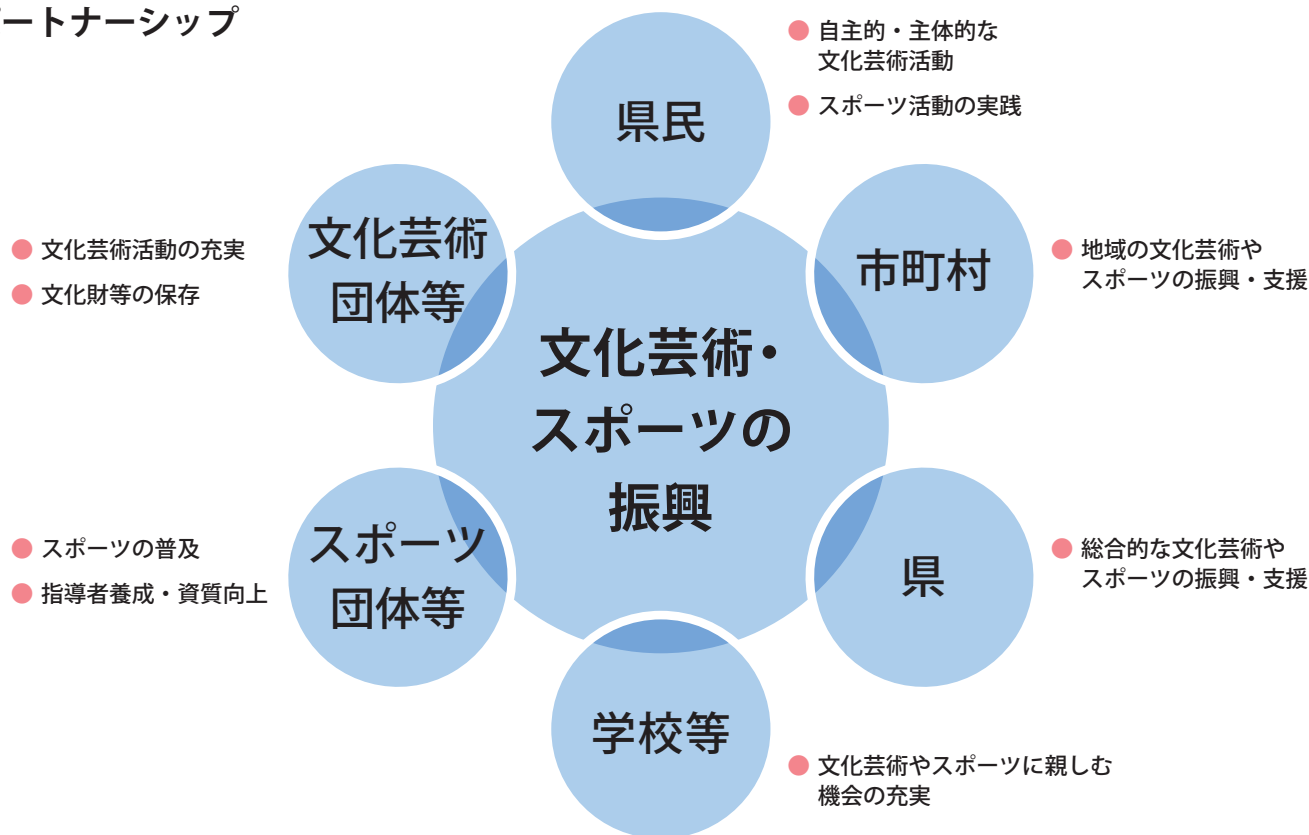 ートナーシップ
県民
● 自主的・主体的な
文化芸術活動
● スポーツ活動の実践
文化芸術
団体等
● 文化芸術活動の充実
● 文化財等の保存
市町村
● 地域の文化芸術や
スポーツの振興・支援
文化芸術・
スポーツの
振興
スポーツ
団体等
● スポーツの普及
● 指導者養成・資質向上
県
● 総合的な文化芸術や
スポーツの振興・支援
学校等
● 文化芸術やスポーツに親しむ
機会の充実